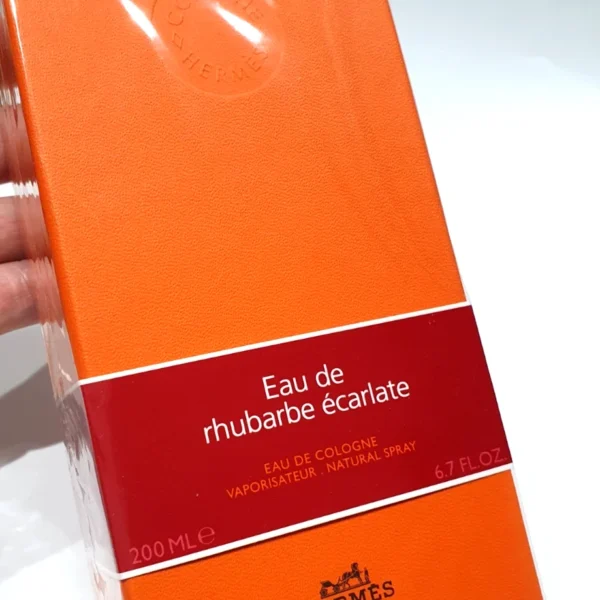 HERMÈS
Eau de
rhubarbe écarlate
EAU DE COLOGNE
VAPORISATEUR . NATURAL SPRAY
200 ML e
6.7 FL.OZ.
HERMÈS